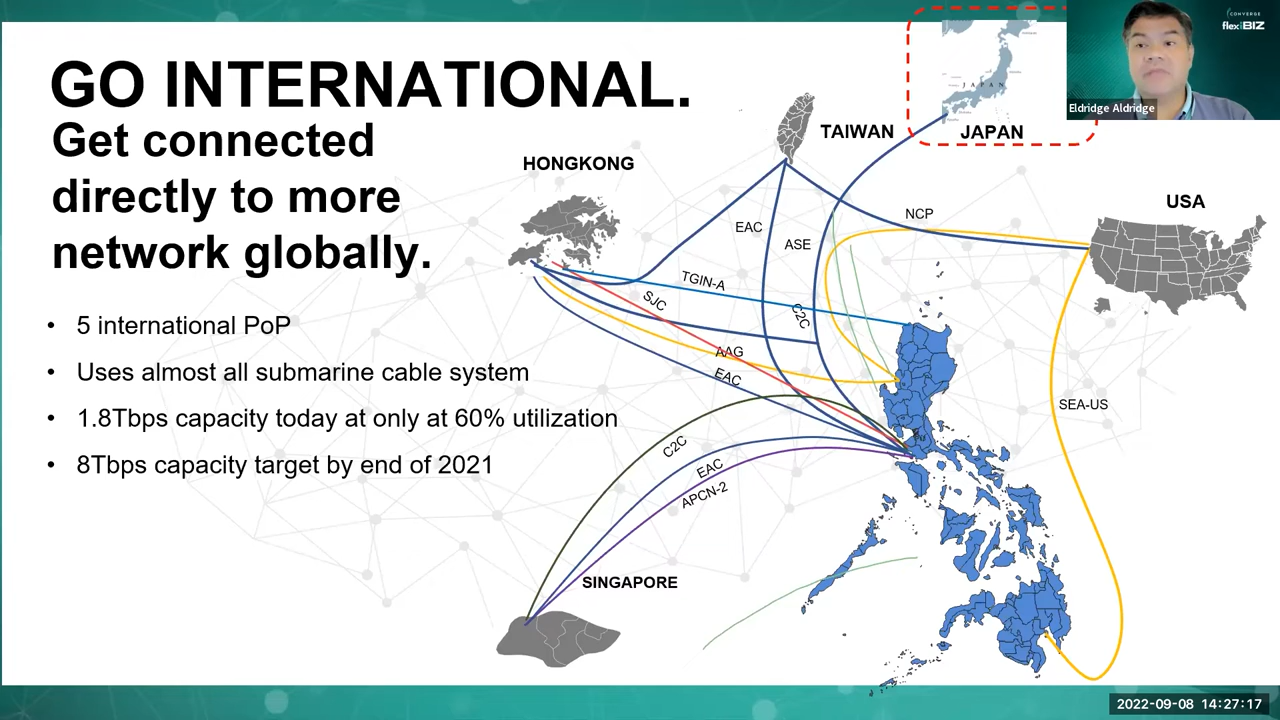 CONVERGE
flexiBIZ
Eldridge Aldridge
GO INTERNATIONAL.
Get connected
directly to more
network globally.
• 5 international PoP
• Uses almost all submarine cable system
• 1.8Tbps capacity today at only at 60% utilization
• 8Tbps capacity target by end of 2021
JAPAN
JAPAN
TAIWAN
HONGKONG
USA
NCP
EAC
ASE
TGIN-A
SJC
C2C
AAG
EAC
SEA-US
C2C
EAC
APCN-2
SINGAPORE
2022-09-08 14:27:17